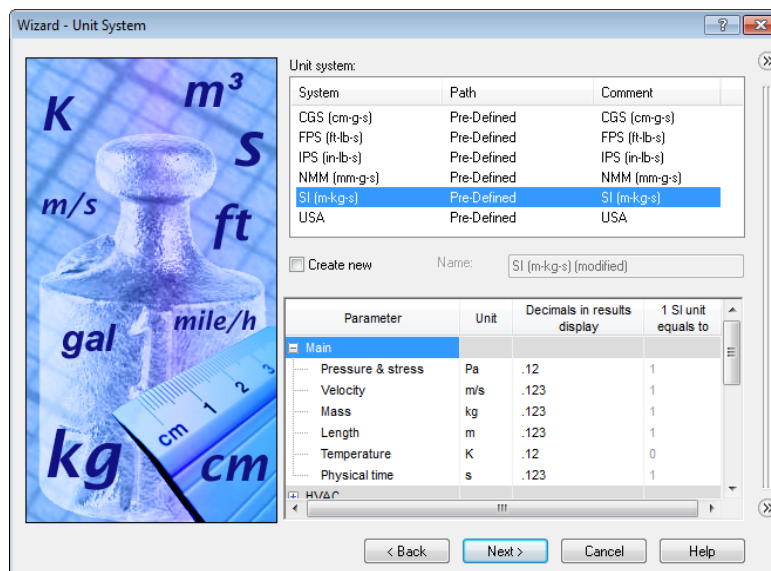 Wizard - Unit System
K
m³
s
m/s
ft
gal
mile/h
cm 1 2 3
kg
cm
Unit system:
System Path Comment
CGS (cm-g-s) Pre-Defined CGS (cm-g-s)
FPS (ft-lb-s) Pre-Defined FPS (ft-lb-s)
IPS (in-lb-s) Pre-Defined IPS (in-lb-s)
NMM (mm-g-s) Pre-Defined NMM (mm-g-s)
SI (m-kg-s) Pre-Defined SI (m-kg-s)
USA Pre-Defined USA
Create new Name: SI (m-kg-s) (modified)
Parameter Unit Decimals in results display 1 SI unit equals to
Main
Pressure & stress Pa .12 1
Velocity m/s .123 1
Mass kg .123 1
Length m .123 1
Temperature K .12 0
Physical time s .123 1
HVAC
< Back Next > Cancel Help